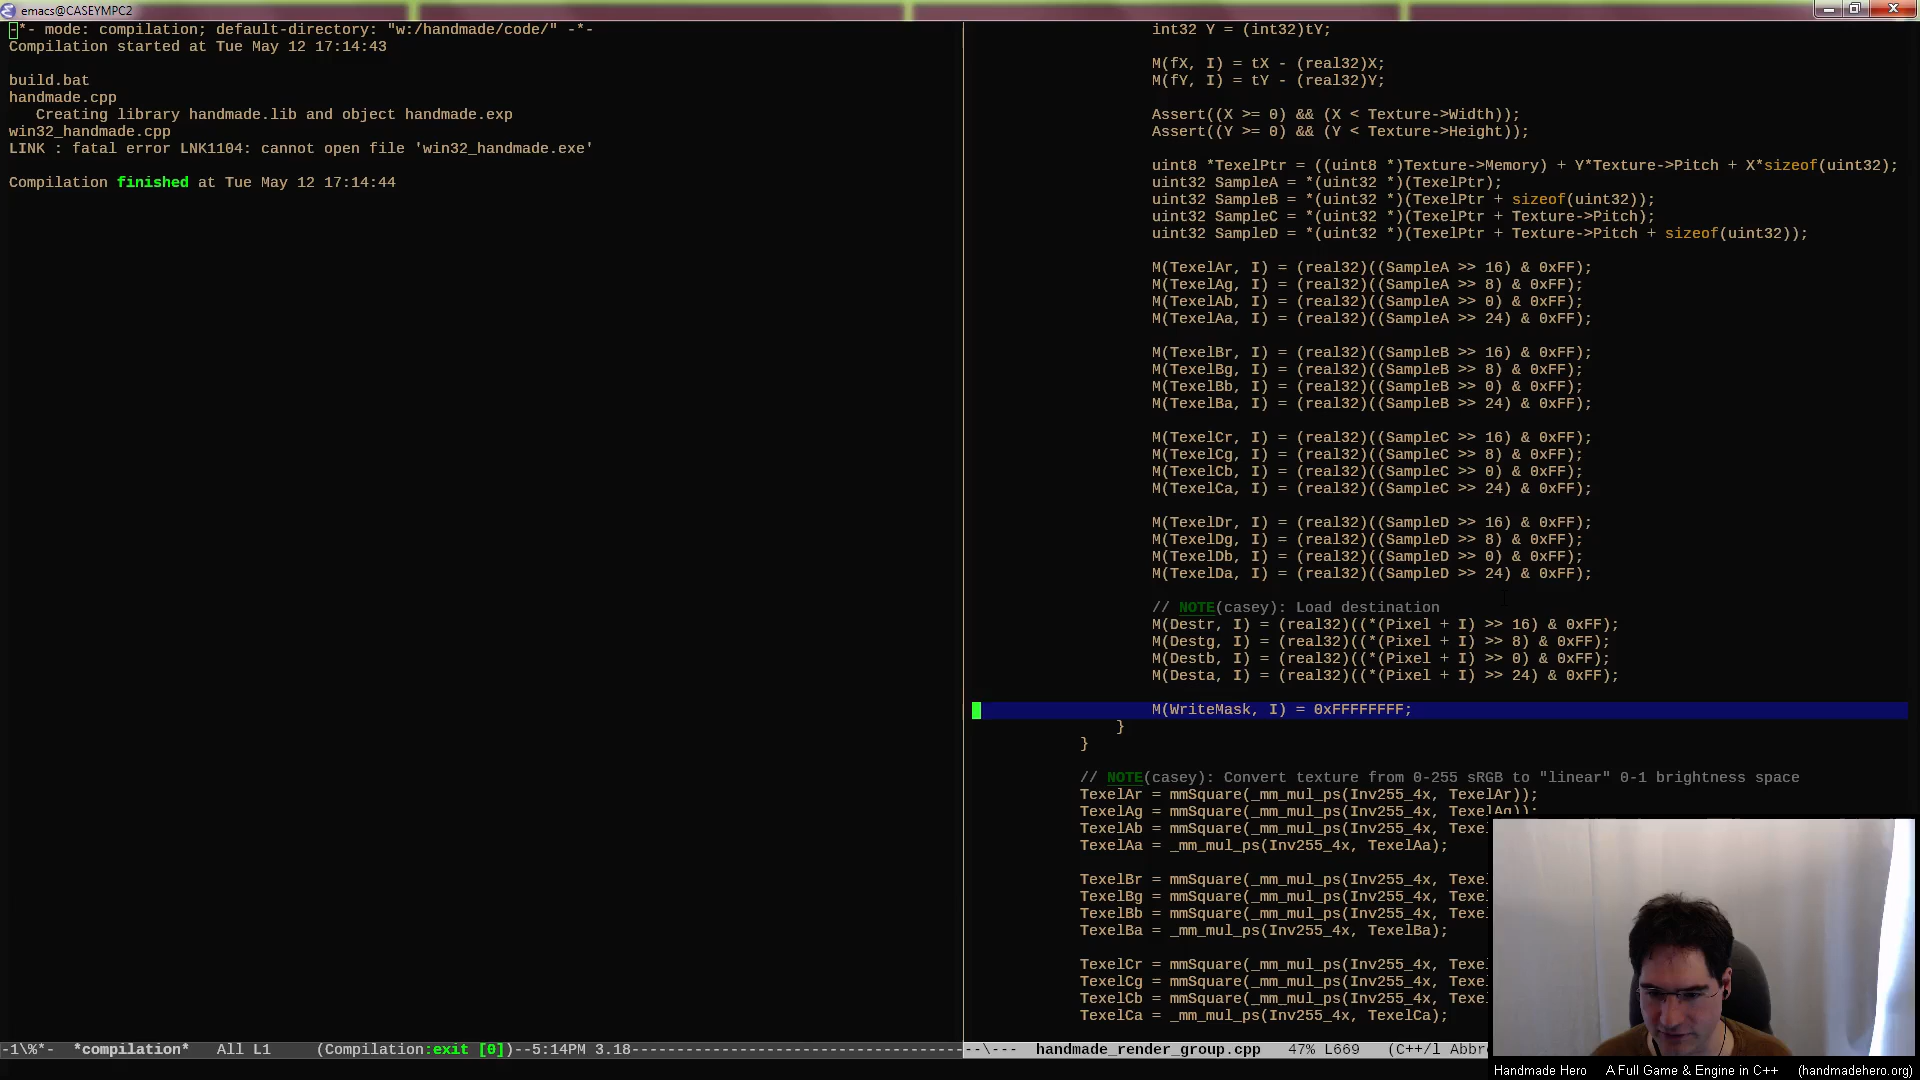 emacs@CASEYMPC2
-*- mode: compilation; default-directory: "w:/handmade/code/" -*-
Compilation started at Tue May 12 17:14:43
build.bat
handmade.cpp
   Creating library handmade.lib and object handmade.exp
win32_handmade.cpp
LINK : fatal error LNK1104: cannot open file 'win32_handmade.exe'
Compilation finished at Tue May 12 17:14:44
-1\%*-  *compilation*   All L1     (Compilation:exit [0])--5:14PM 3.18
int32 Y = (int32)tY;
M(fX, I) = tX - (real32)X;
M(fY, I) = tY - (real32)Y;
Assert((X >= 0) && (X < Texture->Width));
Assert((Y >= 0) && (Y < Texture->Height));
uint8 *TexelPtr = ((uint8 *)Texture->Memory) + Y*Texture->Pitch + X*sizeof(uint32);
uint32 SampleA = *(uint32 *)(TexelPtr);
uint32 SampleB = *(uint32 *)(TexelPtr + sizeof(uint32));
uint32 SampleC = *(uint32 *)(TexelPtr + Texture->Pitch);
uint32 SampleD = *(uint32 *)(TexelPtr + Texture->Pitch + sizeof(uint32));
M(TexelAr, I) = (real32)((SampleA >> 16) & 0xFF);
M(TexelAg, I) = (real32)((SampleA >> 8) & 0xFF);
M(TexelAb, I) = (real32)((SampleA >> 0) & 0xFF);
M(TexelAa, I) = (real32)((SampleA >> 24) & 0xFF);
M(TexelBr, I) = (real32)((SampleB >> 16) & 0xFF);
M(TexelBg, I) = (real32)((SampleB >> 8) & 0xFF);
M(TexelBb, I) = (real32)((SampleB >> 0) & 0xFF);
M(TexelBa, I) = (real32)((SampleB >> 24) & 0xFF);
M(TexelCr, I) = (real32)((SampleC >> 16) & 0xFF);
M(TexelCg, I) = (real32)((SampleC >> 8) & 0xFF);
M(TexelCb, I) = (real32)((SampleC >> 0) & 0xFF);
M(TexelCa, I) = (real32)((SampleC >> 24) & 0xFF);
M(TexelDr, I) = (real32)((SampleD >> 16) & 0xFF);
M(TexelDg, I) = (real32)((SampleD >> 8) & 0xFF);
M(TexelDb, I) = (real32)((SampleD >> 0) & 0xFF);
M(TexelDa, I) = (real32)((SampleD >> 24) & 0xFF);
// NOTE(casey): Load destination
M(Destr, I) = (real32)((*(Pixel + I) >> 16) & 0xFF);
M(Destg, I) = (real32)((*(Pixel + I) >> 8) & 0xFF);
M(Destb, I) = (real32)((*(Pixel + I) >> 0) & 0xFF);
M(Desta, I) = (real32)((*(Pixel + I) >> 24) & 0xFF);
M(WriteMask, I) = 0xFFFFFFFF;
}
}
// NOTE(casey): Convert texture from 0-255 sRGB to "linear" 0-1 brightness space
TexelAr = mmSquare(_mm_mul_ps(Inv255_4x, TexelAr));
TexelAg = mmSquare(_mm_mul_ps(Inv255_4x, TexelAg));
TexelAb = mmSquare(_mm_mul_ps(Inv255_4x, Texel
TexelAa = _mm_mul_ps(Inv255_4x, TexelAa);
TexelBr = mmSquare(_mm_mul_ps(Inv255_4x, Texel
TexelBg = mmSquare(_mm_mul_ps(Inv255_4x, Texel
TexelBb = mmSquare(_mm_mul_ps(Inv255_4x, Texel
TexelBa = _mm_mul_ps(Inv255_4x, TexelBa);
TexelCr = mmSquare(_mm_mul_ps(Inv255_4x, Texel
TexelCg = mmSquare(_mm_mul_ps(Inv255_4x, Texel
TexelCb = mmSquare(_mm_mul_ps(Inv255_4x, Texel
TexelCa = _mm_mul_ps(Inv255_4x, TexelCa);
--\---  handmade_render_group.cpp   47% L669   (C++/l Abbre
Handmade Hero   A Full Game & Engine in C++   (handmadehero.org)